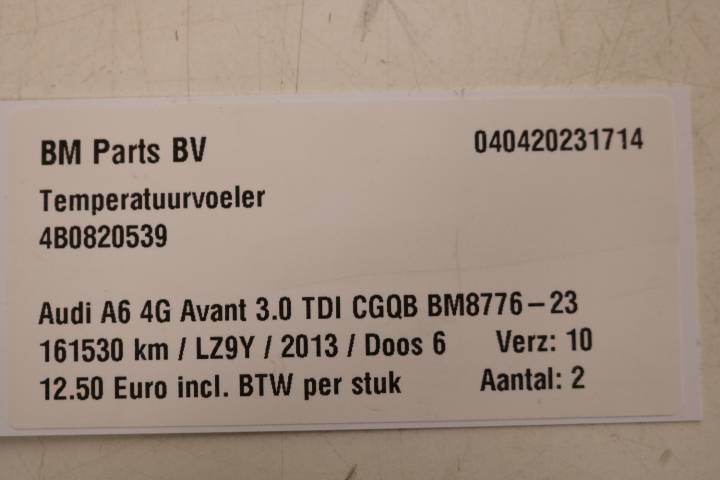 BM Parts BV 040420231714
Temperatuurvoeler
4B0820539
Audi A6 4G Avant 3.0 TDI CGQB BM8776-23
161530 km / LZ9Y / 2013 / Doos 6 Verz: 10
12.50 Euro incl. BTW per stuk Aantal: 2